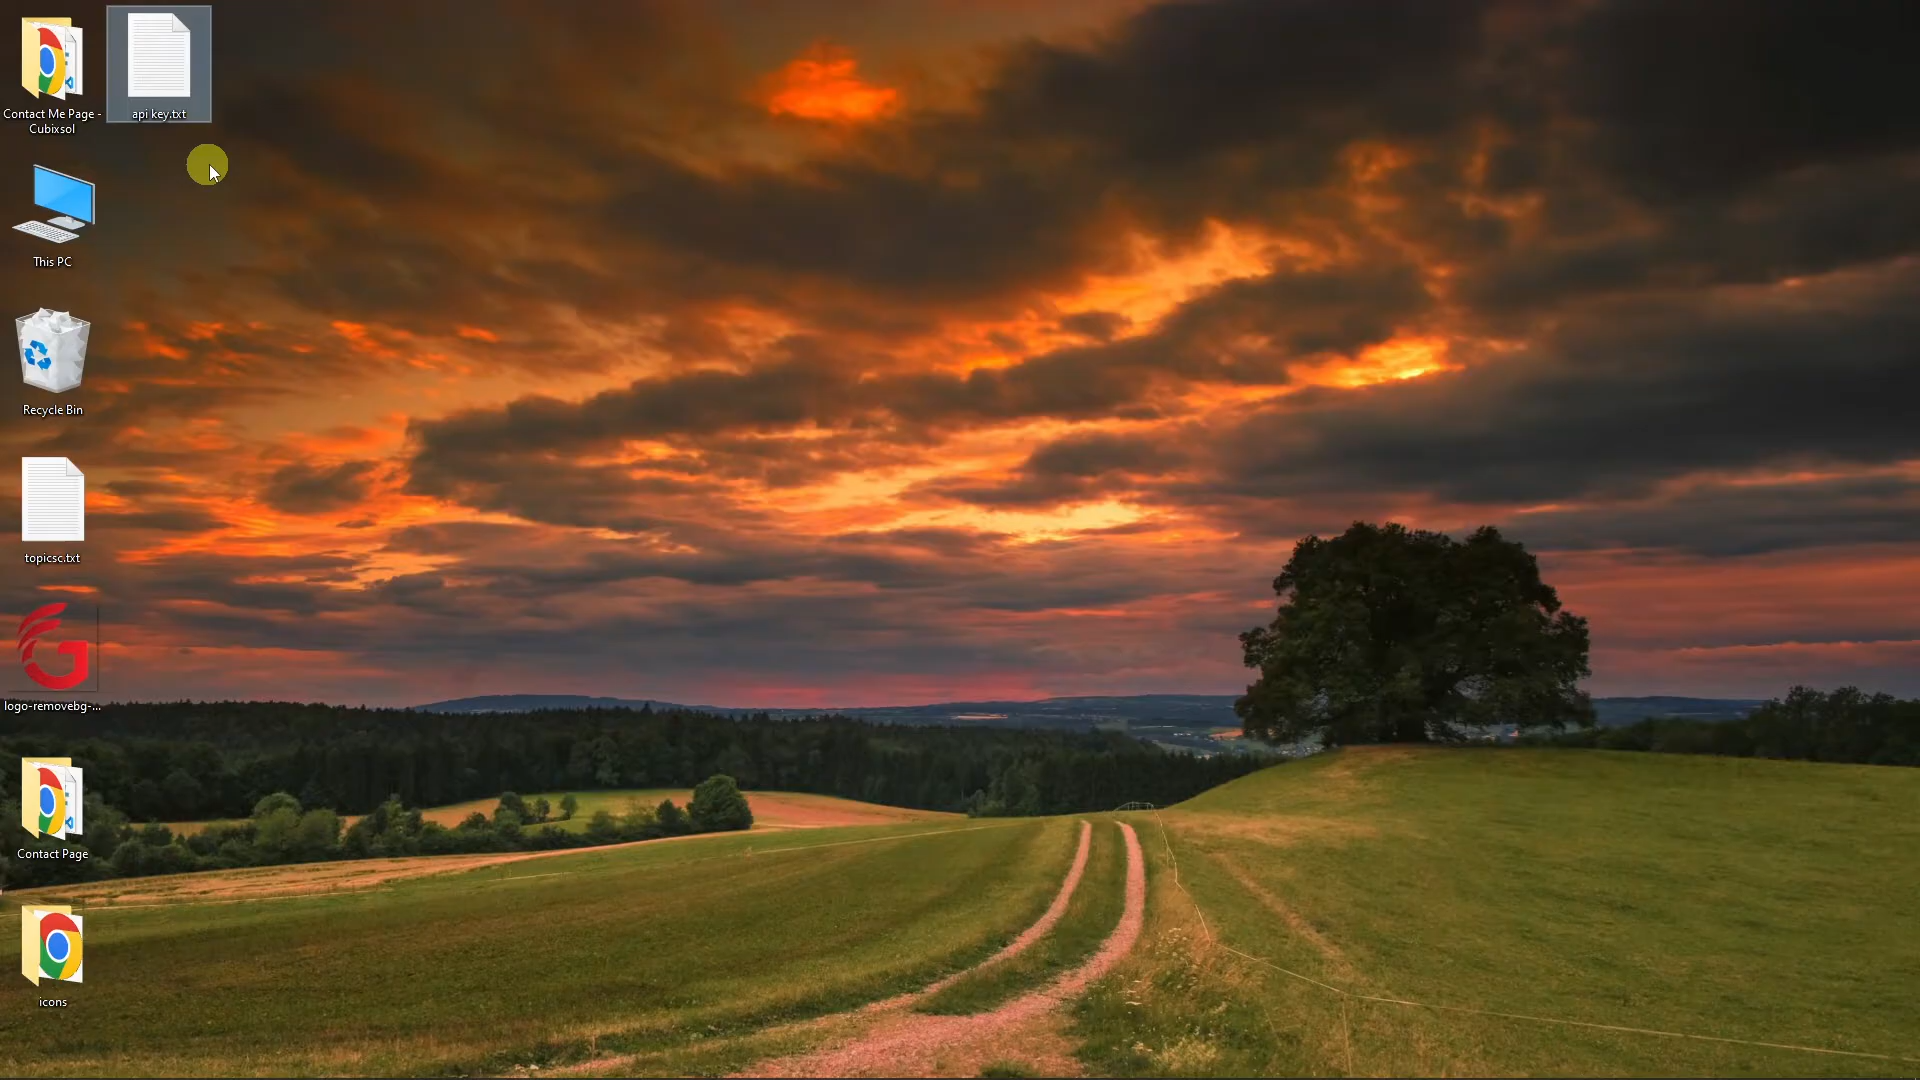 Contact Me Page -
Cubixsol
api key.txt
This PC
Recycle Bin
topicsc.txt
logo-removebg-...
Contact Page
icons